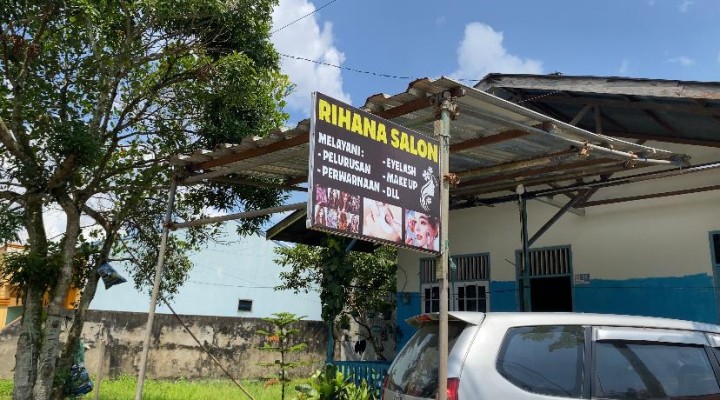 RIHANA SALON
MELAYANI:
- PELURUSAN
- PERWARNAAN
- EYELASH
- MAKE UP
- DLL